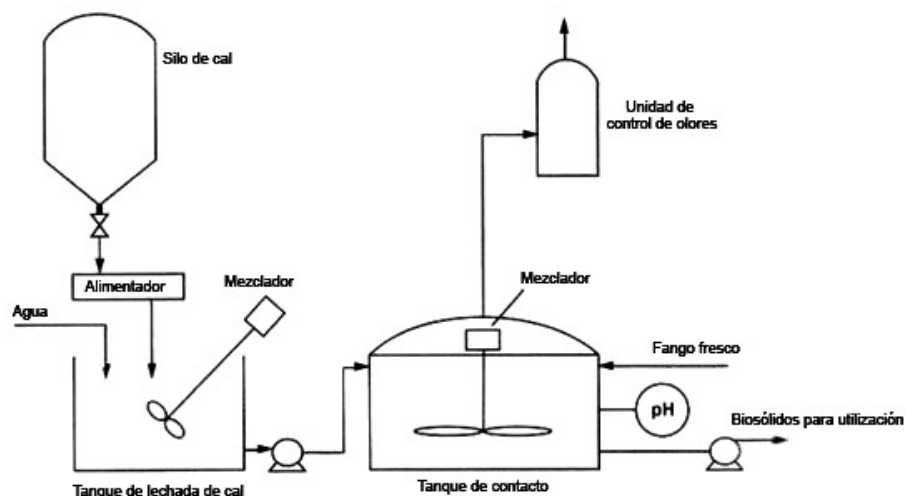 Silo de cal
Unidad de
control de olores
Alimentador
Mezclador
Mezclador
Agua
Fango fresco
pH
Biosólidos para utilización
Tanque de lechada de cal
Tanque de contacto